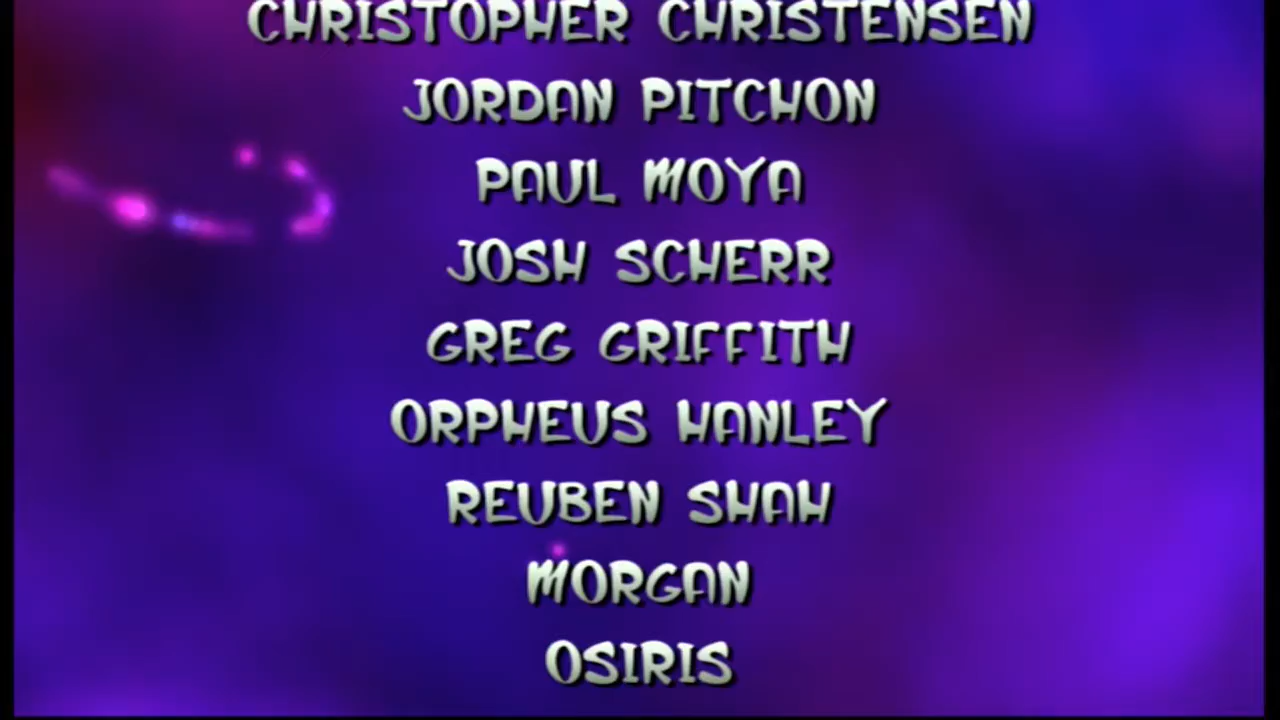 CHRISTOPHER CHRISTENSEN
JORDAN PITCHON
PAUL MOYA
JOSH SCHERR
GREG GRIFFITH
ORPHEUS HANLEY
REUBEN SHAH
MORGAN
OSIRIS